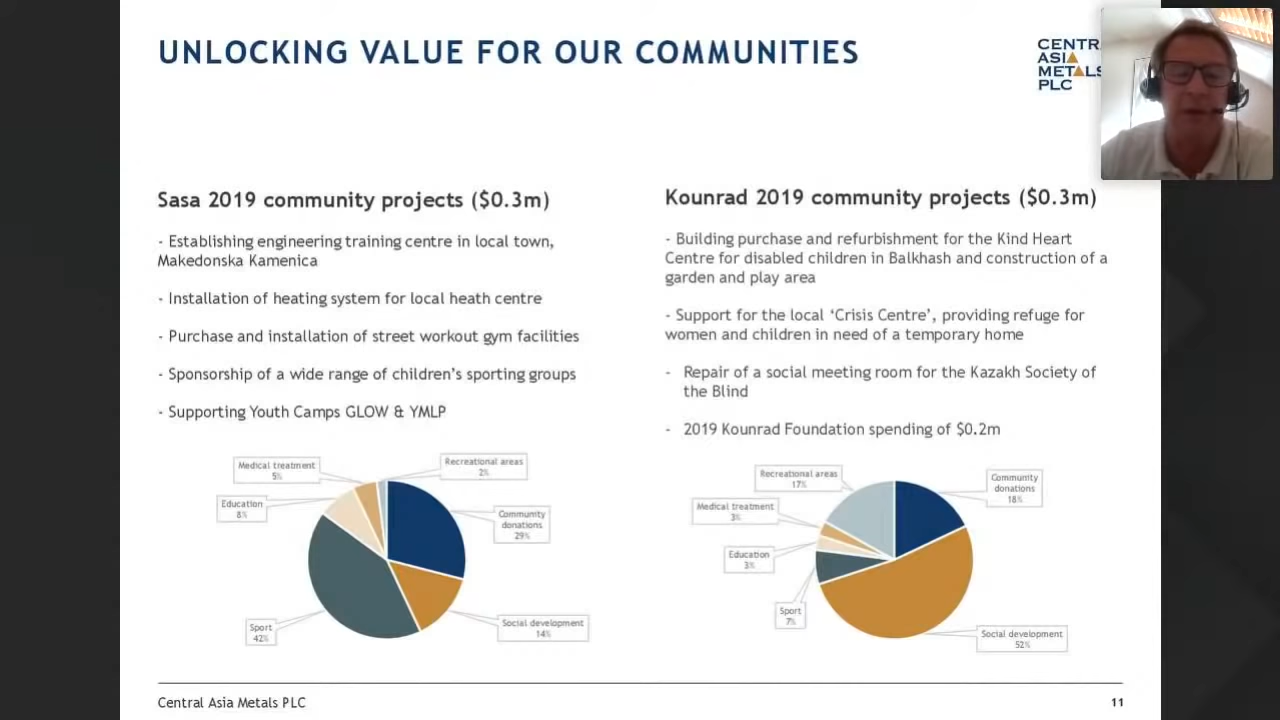 UNLOCKING VALUE FOR OUR COMMUNITIES
CENTR
ASIA
METALS
PLC
Sasa 2019 community projects ($0.3m)
- Establishing engineering training centre in local town,
Makedonska Kamenica
- Installation of heating system for local heath centre
- Purchase and installation of street workout gym facilities
- Sponsorship of a wide range of children’s sporting groups
- Supporting Youth Camps GLOW & YMLP
Medical treatment
5%
Recreational areas
2%
Education
8%
Community
donations
29%
Sport
42%
Social development
14%
Kounrad 2019 community projects ($0.3m)
- Building purchase and refurbishment for the Kind Heart
Centre for disabled children in Balkhash and construction of a
garden and play area
- Support for the local ‘Crisis Centre’, providing refuge for
women and children in need of a temporary home
- Repair of a social meeting room for the Kazakh Society of
the Blind
- 2019 Kounrad Foundation spending of $0.2m
Recreational areas
17%
Community
donations
18%
Medical treatment
3%
Education
3%
Sport
7%
Social development
52%
Central Asia Metals PLC
11